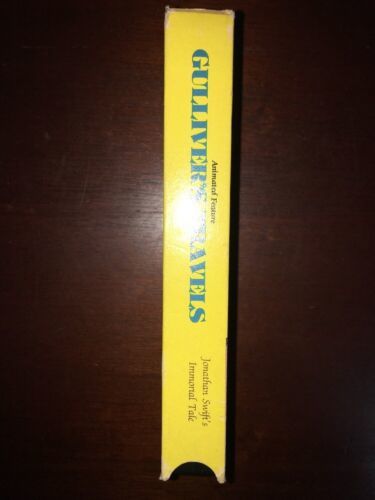 Animated Feature
GULLIVER'S TRAVELS
Jonathan Swift's
Immortal Tale